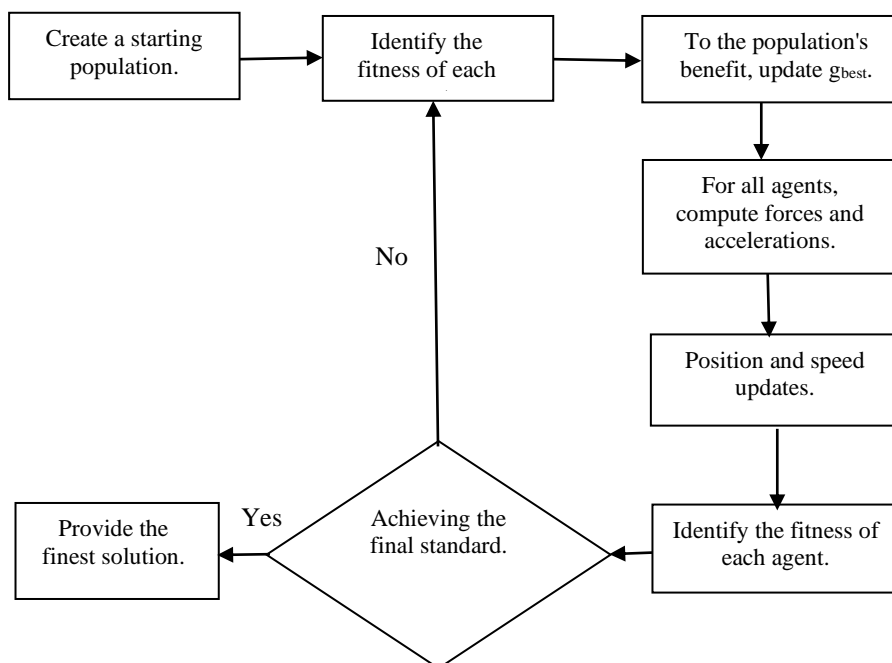 Create a starting
population.
Identify the
fitness of each
To the population's
benefit, update gbest.
For all agents,
compute forces and
accelerations.
No
Position and speed
updates.
Identify the fitness of
each agent.
Achieving the
final standard.
Yes
Provide the
finest solution.